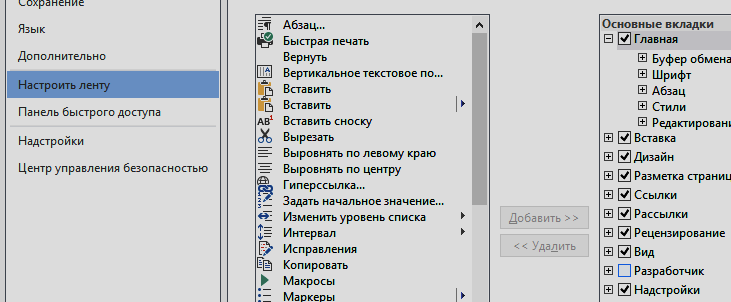 Сохранение
Язык
Дополнительно
Настроить ленту
Панель быстрого доступа
Надстройки
Центр управления безопасностью
Абзац...
Быстрая печать
Вернуть
Вертикальное текстовое по...
Вставить
Вставить
Вставить сноску
Вырезать
Выровнять по левому краю
Выровнять по центру
Гиперссылка...
Задать начальное значение...
Изменить уровень списка
Интервал
Исправления
Копировать
Макросы
Маркеры
Добавить >>
<< Удалить
Основные вкладки
Главная
Буфер обмена
Шрифт
Абзац
Стили
Редактировани
Вставка
Дизайн
Разметка страниц
Ссылки
Рассылки
Рецензирование
Вид
Разработчик
Надстройки